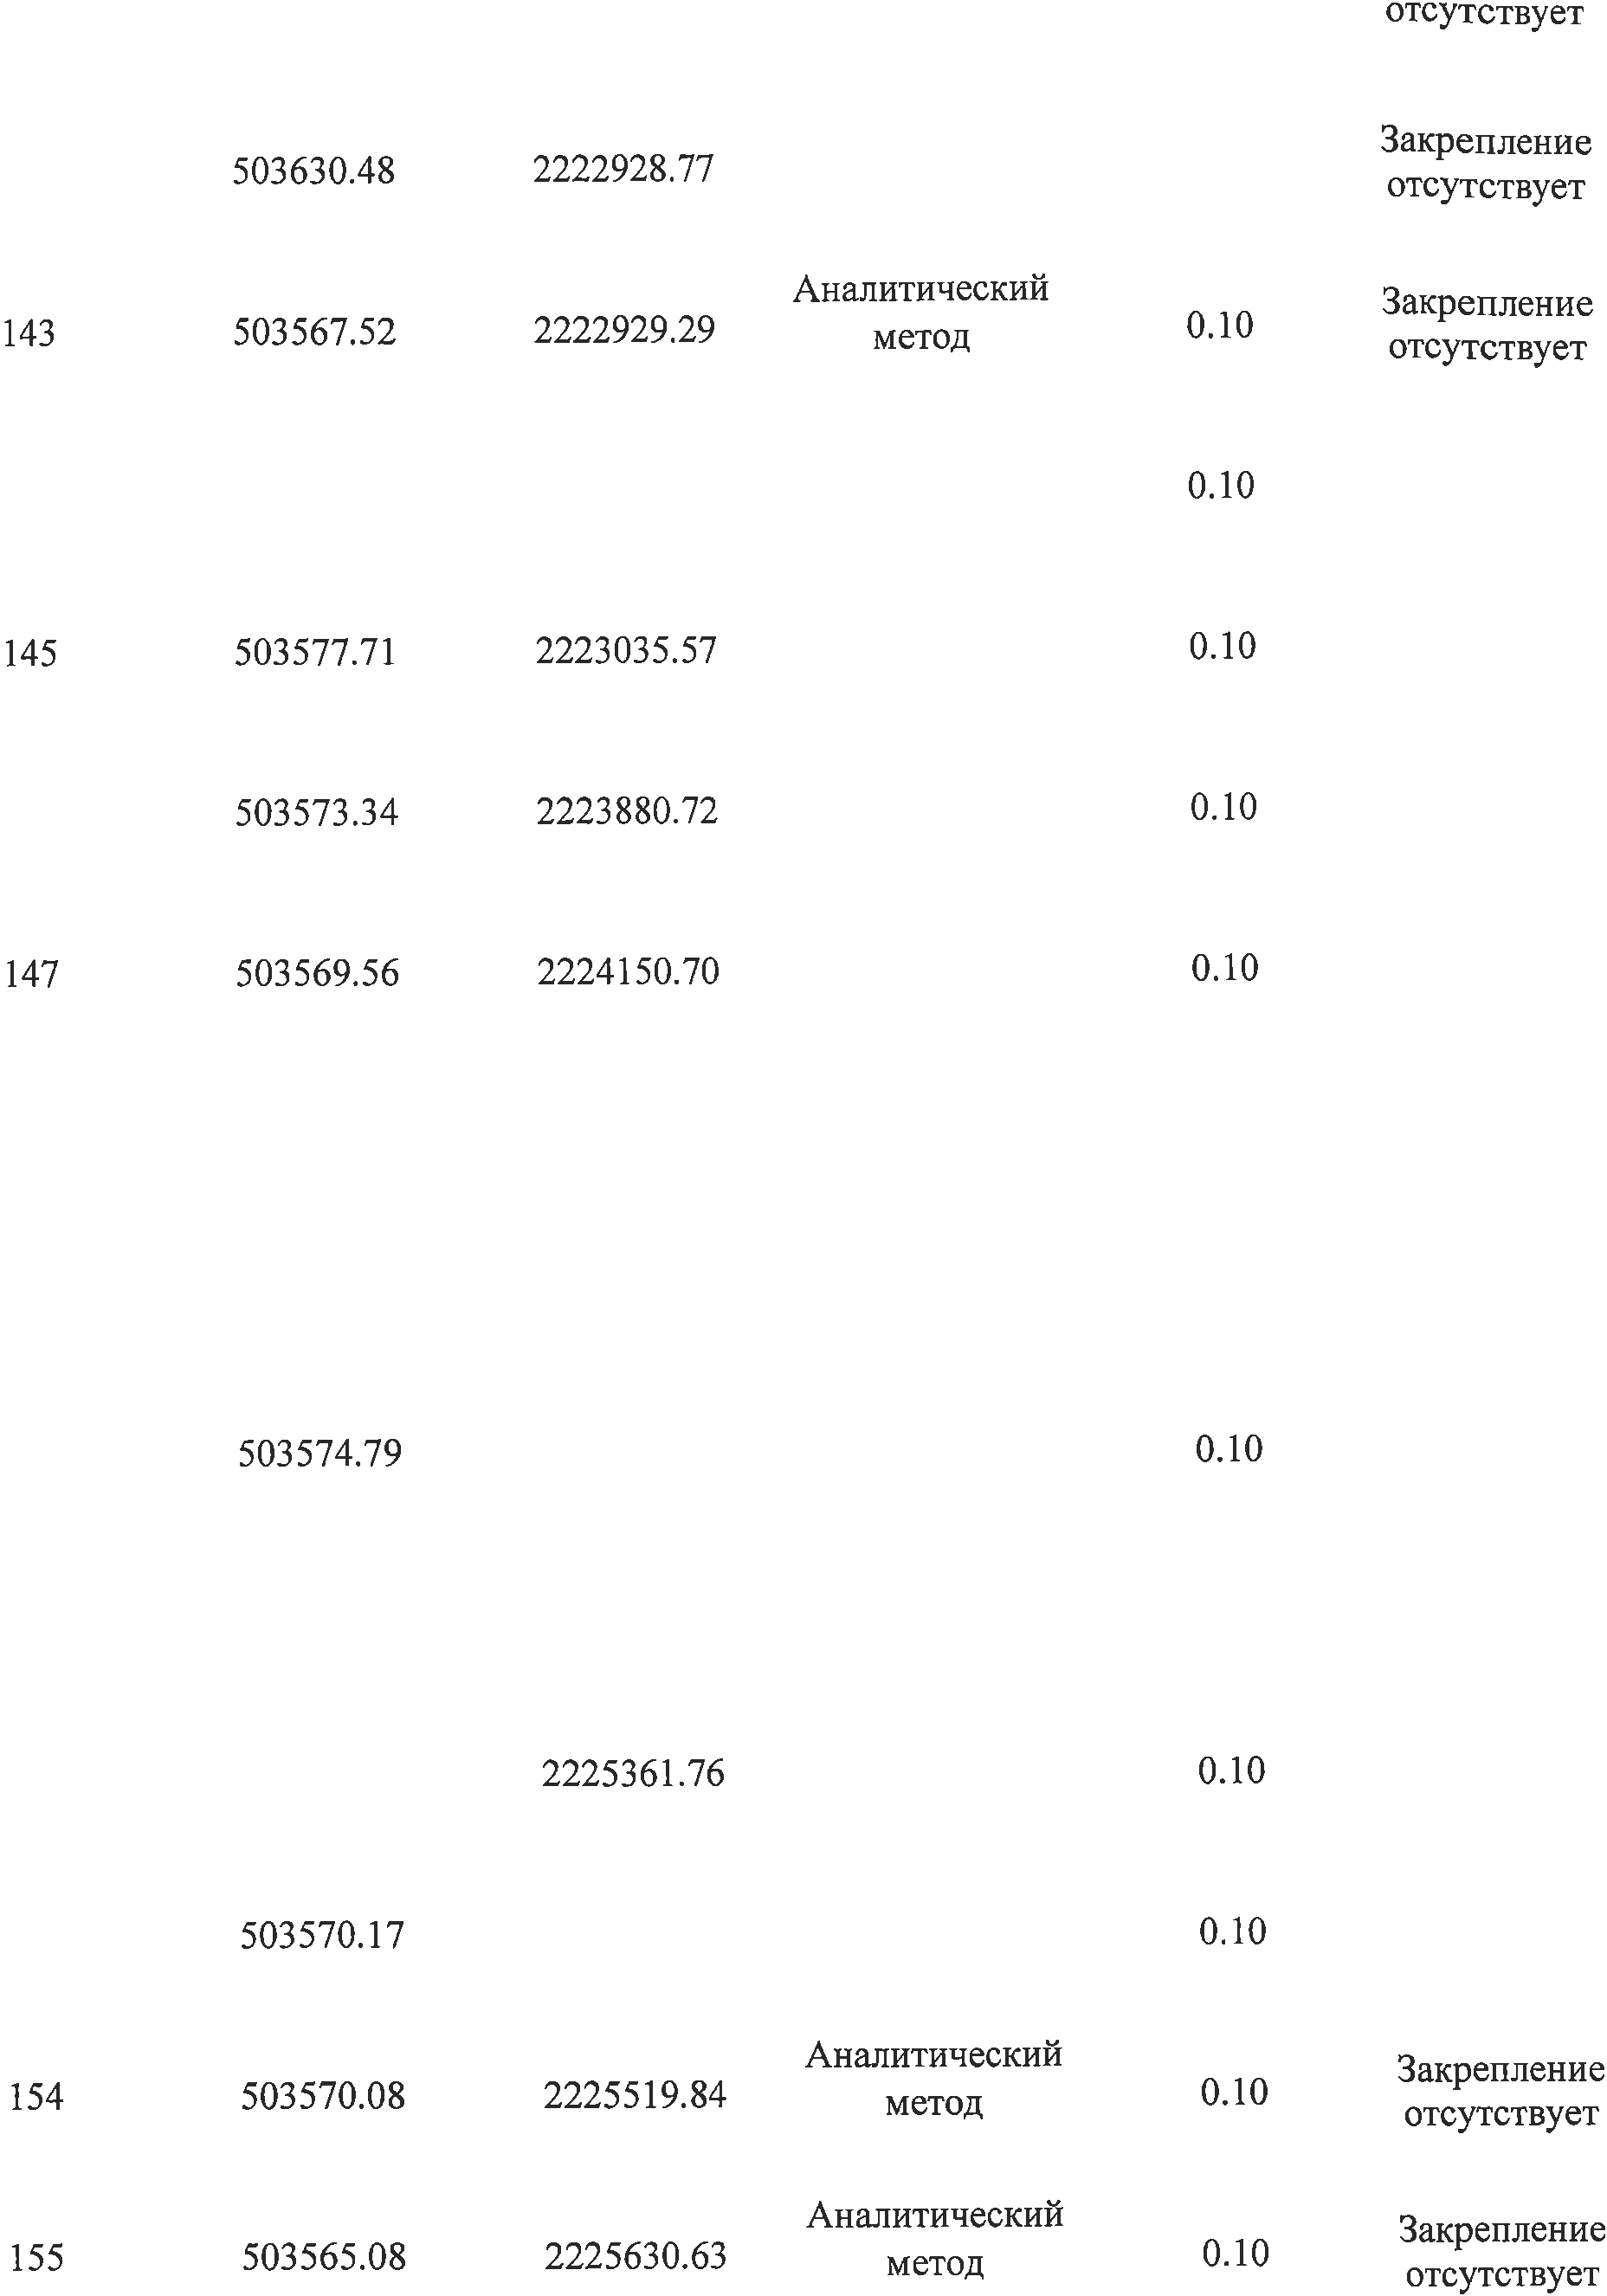 отсутствует
503630.48 2222928.77 Закрепление
отсутствует
143 503567.52 2222929.29 Аналитический
метод 0.10 Закрепление
отсутствует
0.10
145 503577.71 2223035.57 0.10
503573.34 2223880.72 0.10
147 503569.56 2224150.70 0.10
503574.79 0.10
2225361.76 0.10
503570.17 0.10
154 503570.08 2225519.84 Аналитический
метод 0.10 Закрепление
отсутствует
155 503565.08 2225630.63 Аналитический
метод 0.10 Закрепление
отсутствует